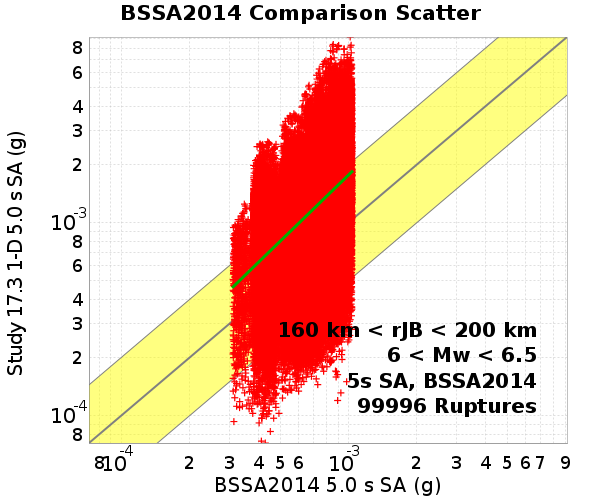 BSSA2014 Comparison Scatter
Study 17.3 1-D 5.0 s SA (g)
8
6
4
3
2
10-3
8
6
4
3
2
10-4
8
160 km < rJB < 200 km
6 < Mw < 6.5
5s SA, BSSA2014
99996 Ruptures
8 10-4 2 3 4 5 6 10-3 2 3 4 5 6 7 9
BSSA2014 5.0 s SA (g)